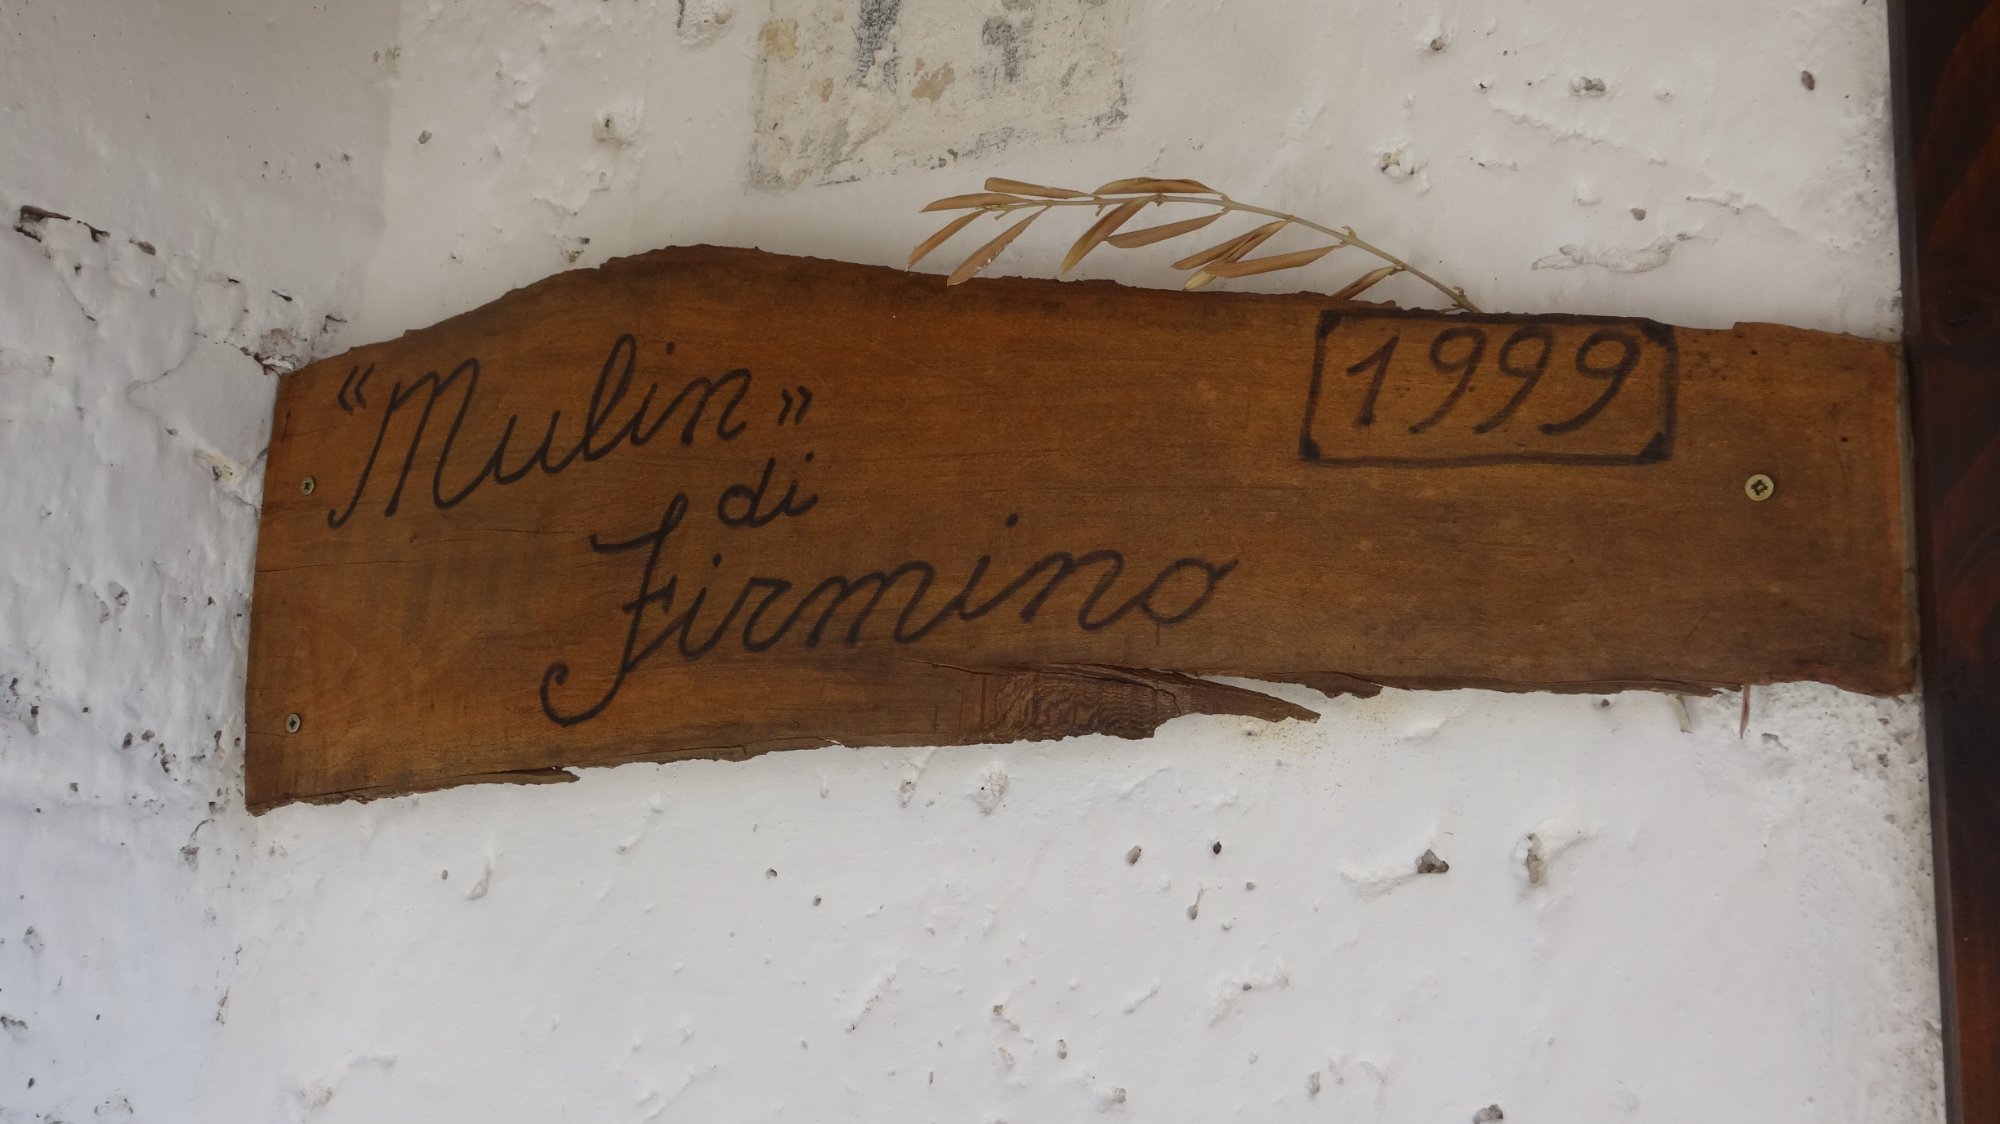 “Mulin”
di
Firmino
1999